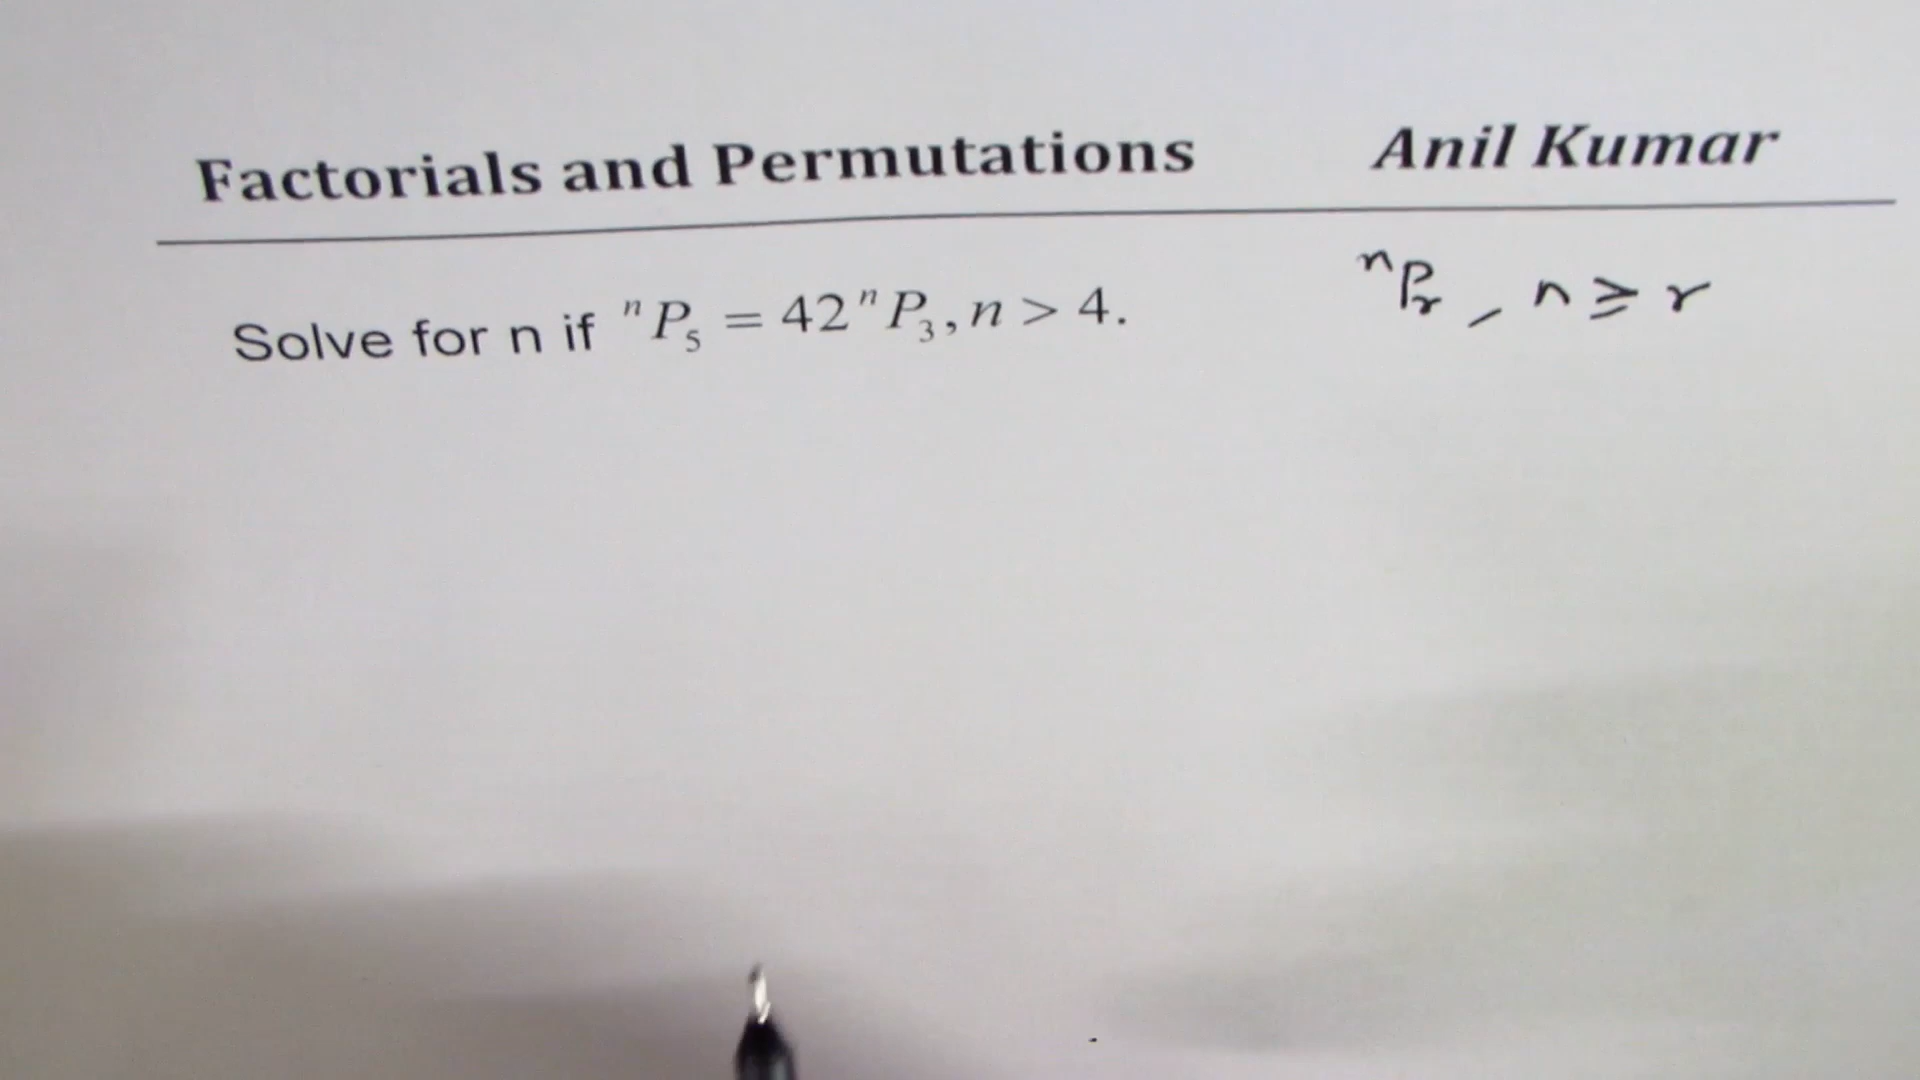 Factorials and Permutations Anil Kumar
Solve for n if ⁿP₅ = 42ⁿP₃, n > 4.
ⁿPᵣ, n ≥ r